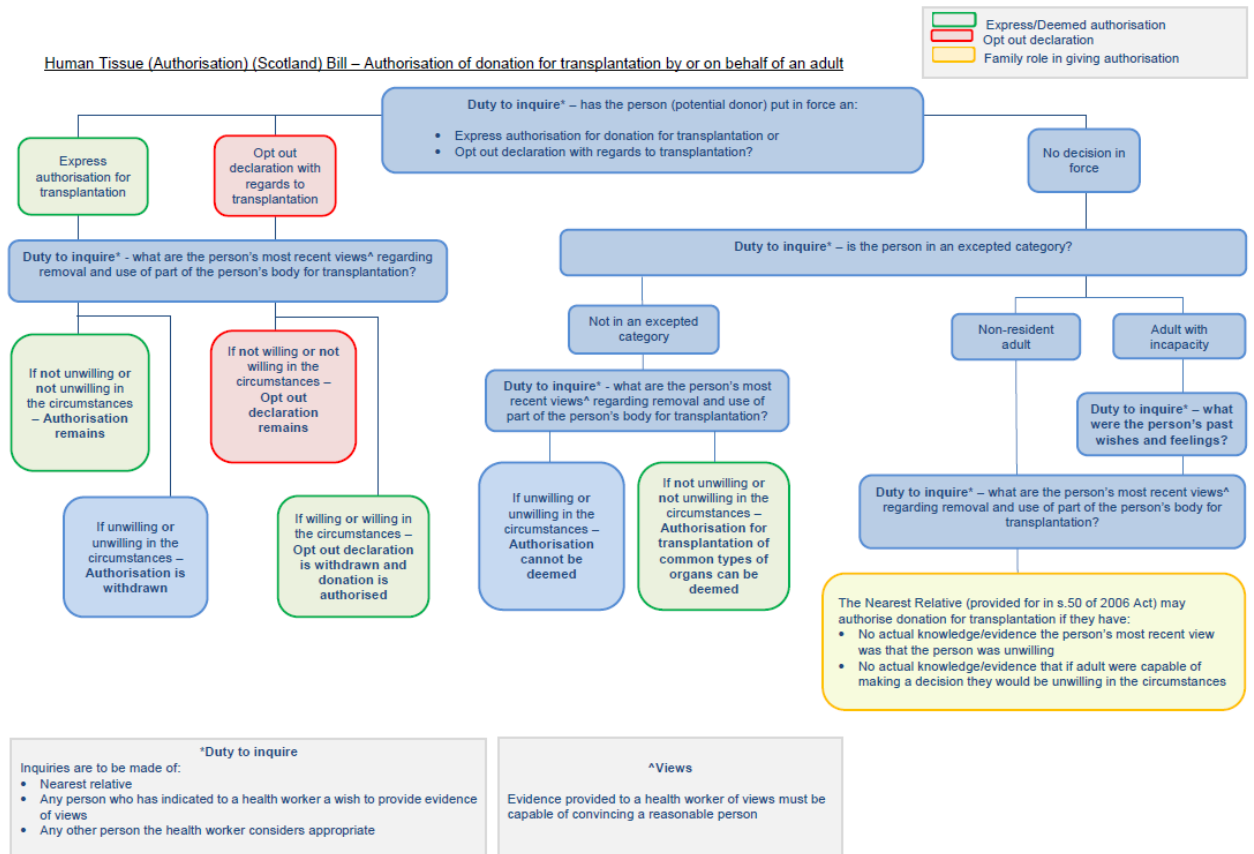 Express/Deemed authorisation
Opt out declaration
Family role in giving authorisation
Human Tissue (Authorisation) (Scotland) Bill – Authorisation of donation for transplantation by or on behalf of an adult
Duty to inquire* – has the person (potential donor) put in force an:
• Express authorisation for donation for transplantation or
• Opt out declaration with regards to transplantation?
Express
authorisation for
transplantation
Opt out
declaration with
regards to
transplantation
No decision in
force
Duty to inquire* - what are the person's most recent views^ regarding
removal and use of part of the person's body for transplantation?
Duty to inquire* – is the person in an excepted category?
If not unwilling or
not unwilling in
the circumstances
– Authorisation
remains
If not willing or not
willing in the
circumstances –
Opt out
declaration
remains
If unwilling or
unwilling in the
circumstances –
Authorisation is
withdrawn
If willing or willing in
the circumstances –
Opt out declaration
is withdrawn and
donation is
authorised
Not in an excepted
category
Non-resident
adult
Adult with
incapacity
Duty to inquire* - what are the person's most
recent views^ regarding removal and use of
part of the person's body for transplantation?
Duty to inquire* – what
were the person's past
wishes and feelings?
If unwilling or
unwilling in the
circumstances –
Authorisation
cannot be
deemed
If not unwilling or
not unwilling in the
circumstances –
Authorisation for
transplantation of
common types of
organs can be
deemed
Duty to inquire* – what are the person's most recent views^
regarding removal and use of part of the person's body for
transplantation?
The Nearest Relative (provided for in s.50 of 2006 Act) may
authorise donation for transplantation if they have:
• No actual knowledge/evidence the person's most recent view
was that the person was unwilling
• No actual knowledge/evidence that if adult were capable of
making a decision they would be unwilling in the circumstances
*Duty to inquire
Inquiries are to be made of:
• Nearest relative
• Any person who has indicated to a health worker a wish to provide evidence
of views
• Any other person the health worker considers appropriate
^Views
Evidence provided to a health worker of views must be
capable of convincing a reasonable person